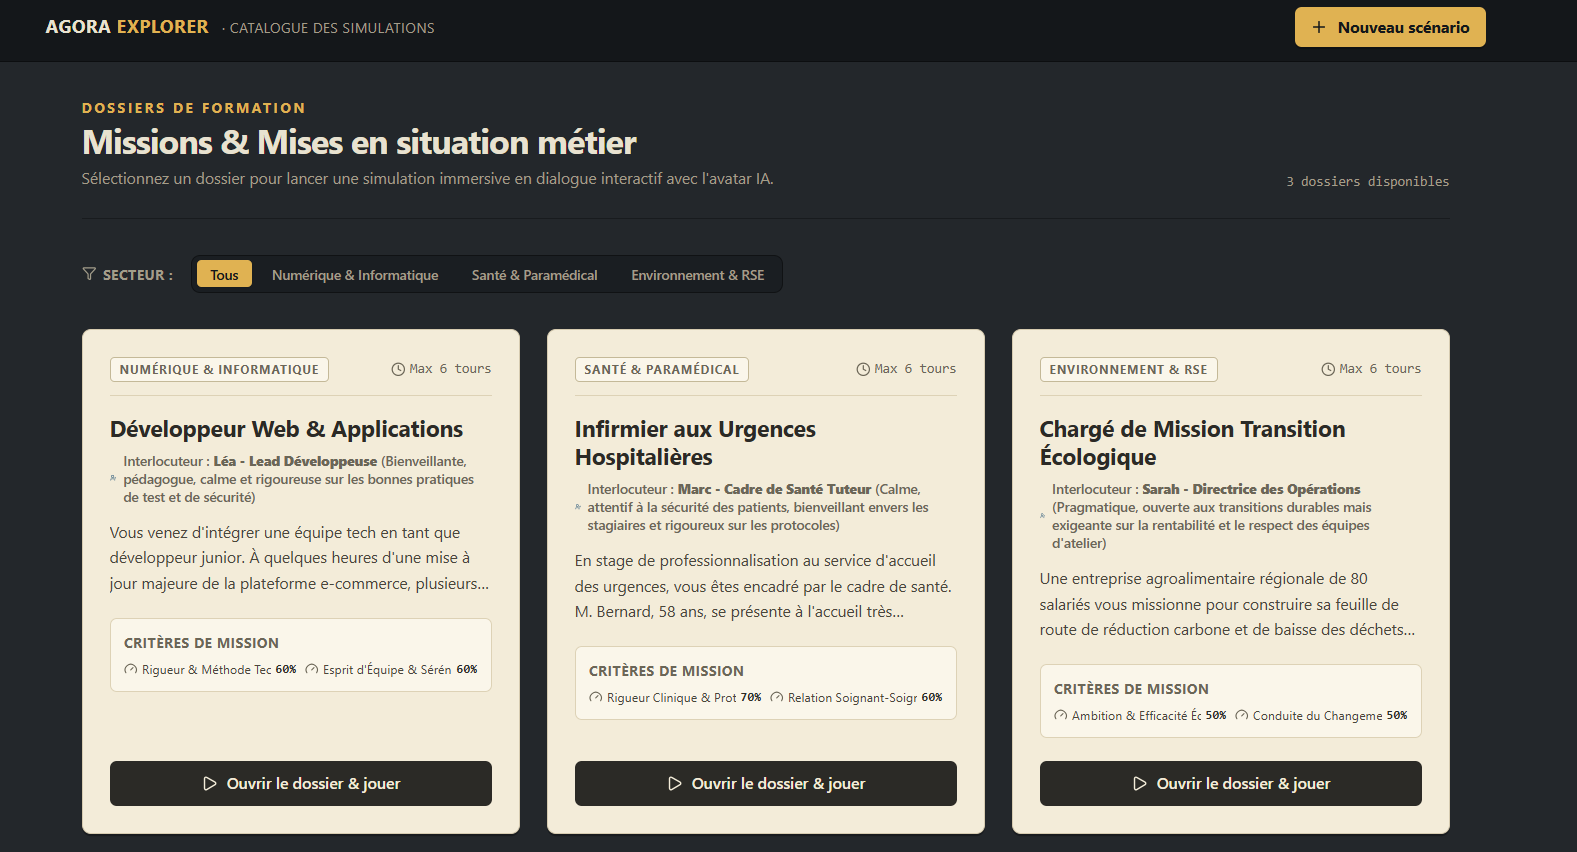 AGORA EXPLORER · CATALOGUE DES SIMULATIONS
+ Nouveau scénario
DOSSIERS DE FORMATION
Missions & Mises en situation métier
Sélectionnez un dossier pour lancer une simulation immersive en dialogue interactif avec l'avatar IA.
3 dossiers disponibles
SECTEUR :
Tous
Numérique & Informatique
Santé & Paramédical
Environnement & RSE
NUMÉRIQUE & INFORMATIQUE
Max 6 tours
Développeur Web & Applications
Interlocuteur : Léa - Lead Développeuse (Bienveillante,
pédagogue, calme et rigoureuse sur les bonnes pratiques
de test et de sécurité)
Vous venez d'intégrer une équipe tech en tant que
développeur junior. À quelques heures d'une mise à
jour majeure de la plateforme e-commerce, plusieurs...
CRITÈRES DE MISSION
Rigueur & Méthode Tec 60% Esprit d'Équipe & Sérén 60%
Ouvrir le dossier & jouer
SANTÉ & PARAMÉDICAL
Max 6 tours
Infirmier aux Urgences
Hospitalières
Interlocuteur : Marc - Cadre de Santé Tuteur (Calme,
attentif à la sécurité des patients, bienveillant envers les
stagiaires et rigoureux sur les protocoles)
En stage de professionnalisation au service d'accueil
des urgences, vous êtes encadré par le cadre de santé.
M. Bernard, 58 ans, se présente à l'accueil très...
CRITÈRES DE MISSION
Rigueur Clinique & Prot 70% Relation Soignant-Soigr 60%
Ouvrir le dossier & jouer
ENVIRONNEMENT & RSE
Max 6 tours
Chargé de Mission Transition
Écologique
Interlocuteur : Sarah - Directrice des Opérations
(Pragmatique, ouverte aux transitions durables mais
exigeante sur la rentabilité et le respect des équipes
d'atelier)
Une entreprise agroalimentaire régionale de 80
salariés vous missionne pour construire sa feuille de
route de réduction carbone et de baisse des déchets...
CRITÈRES DE MISSION
Ambition & Efficacité Éc 50% Conduite du Changeme 50%
Ouvrir le dossier & jouer